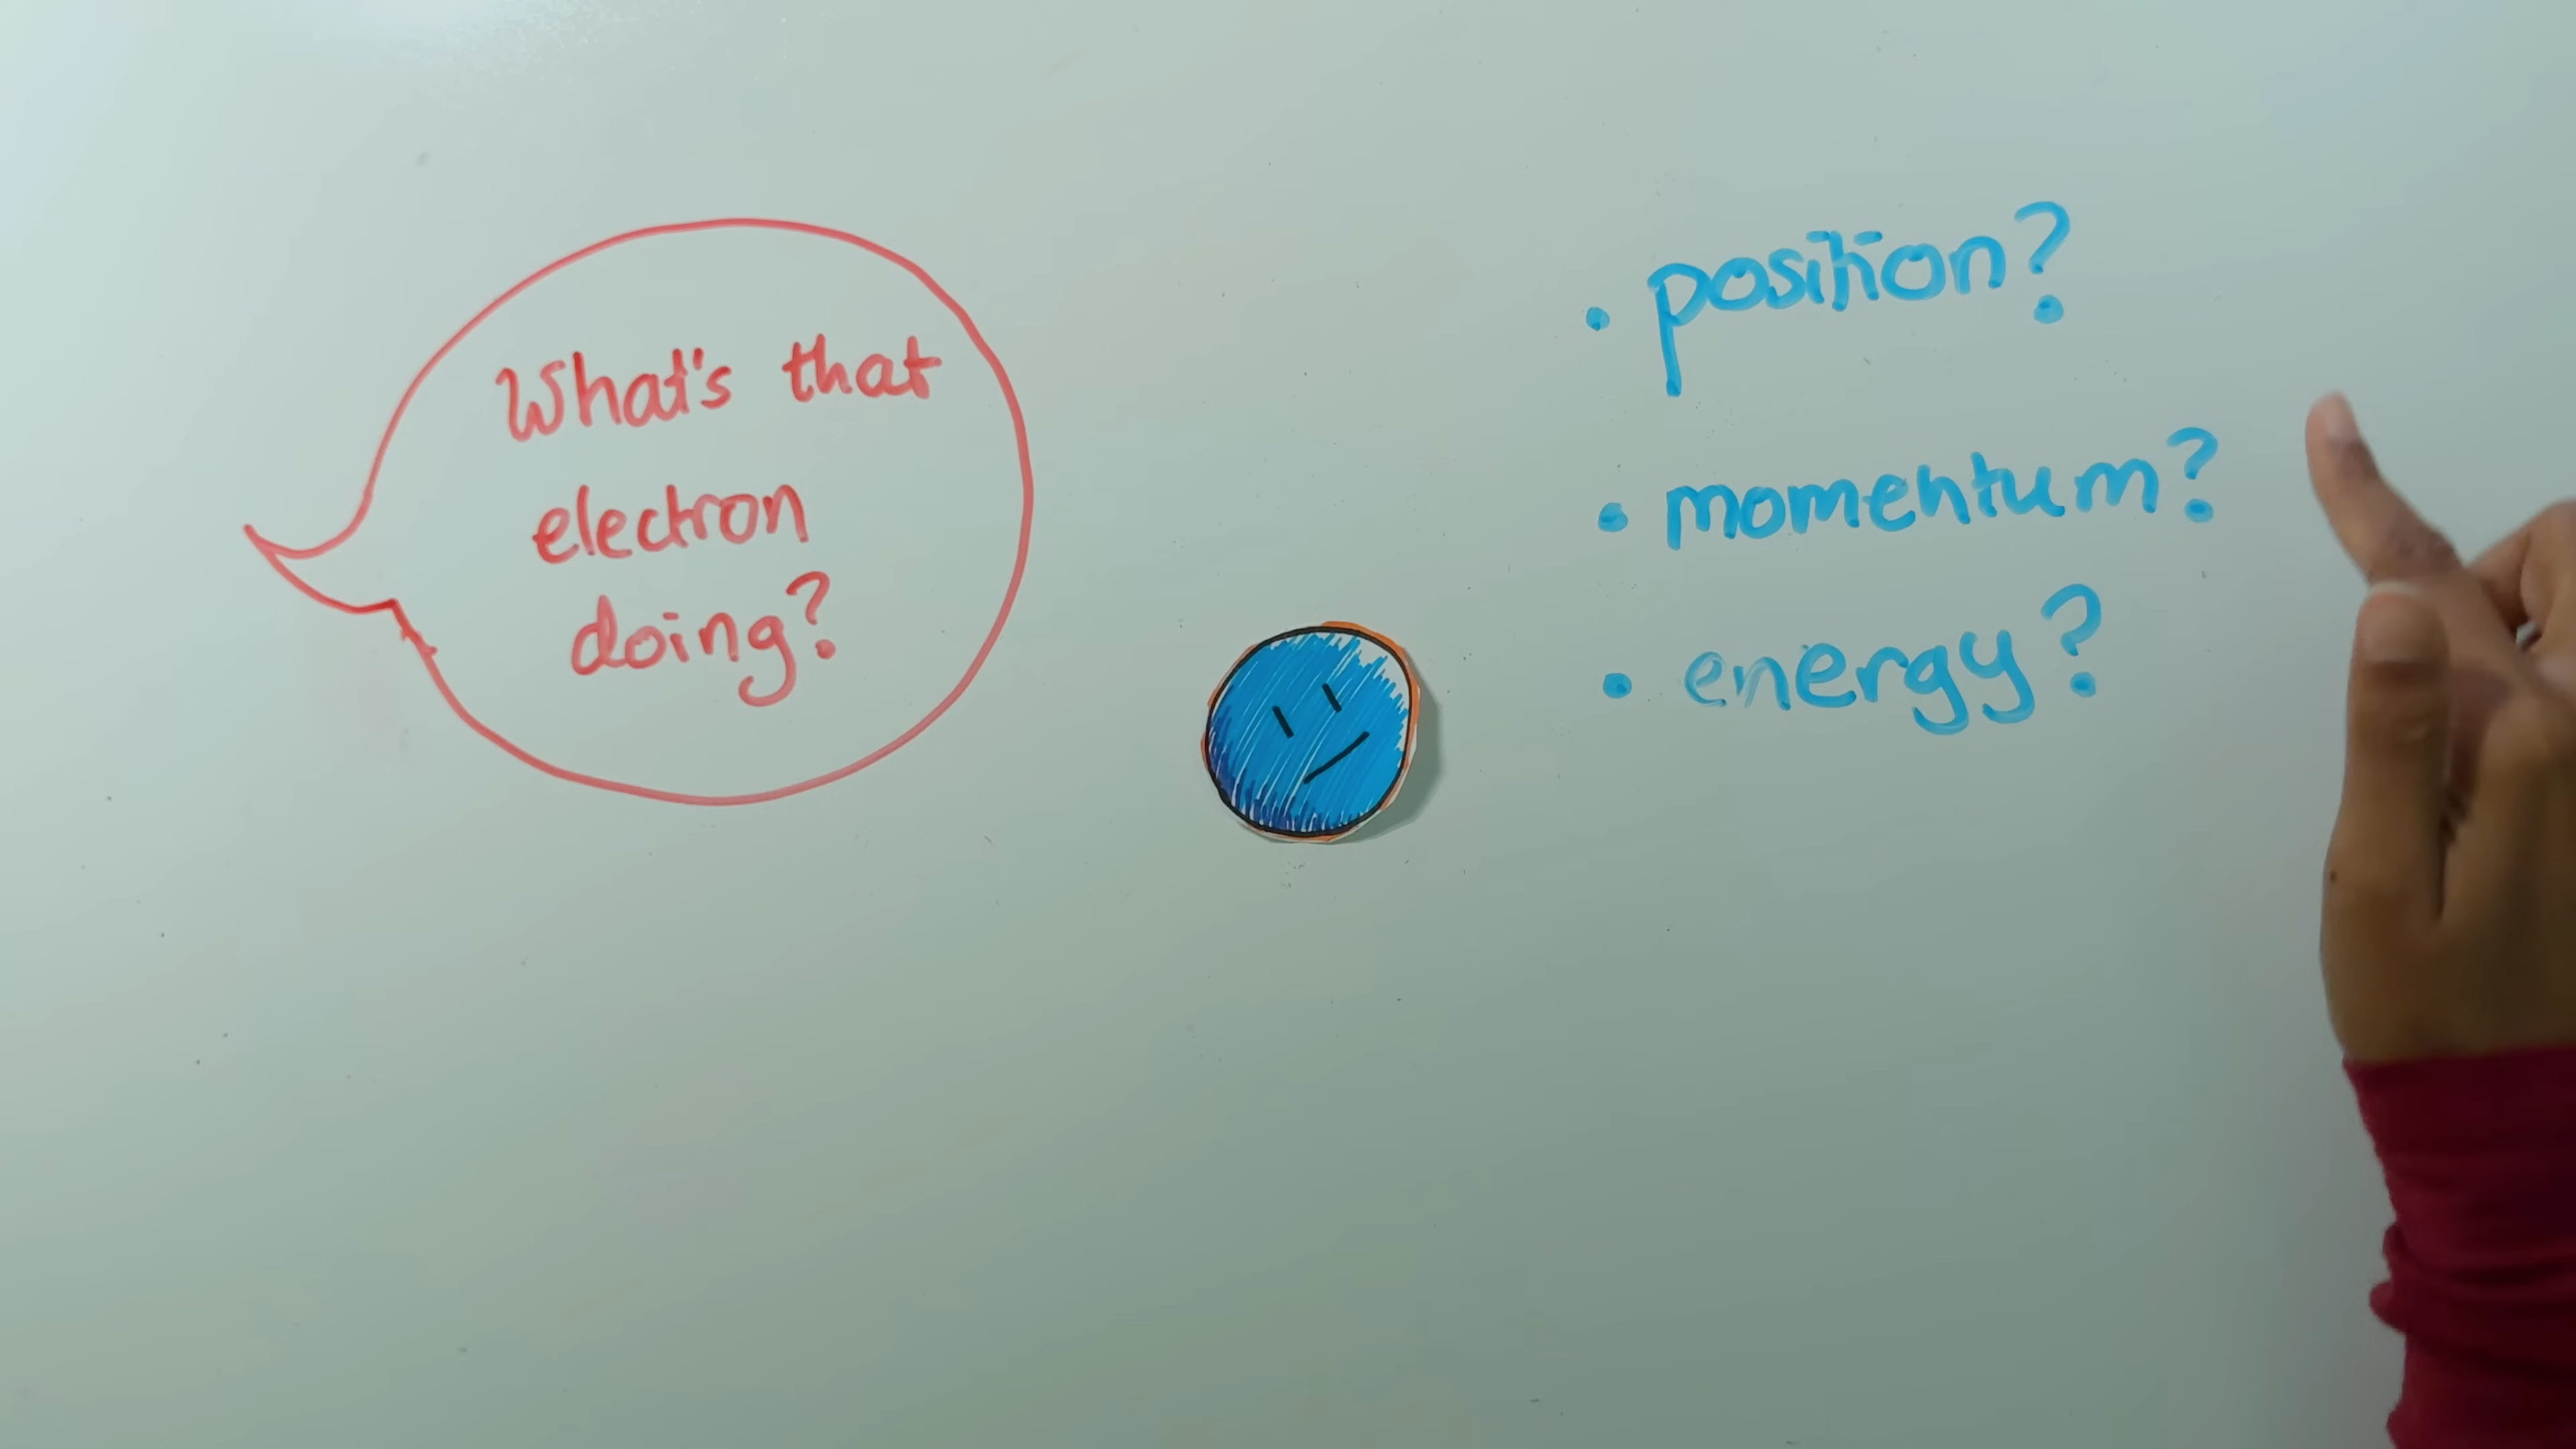 What's that
electron
doing?
• position?
• momentum?
• energy?